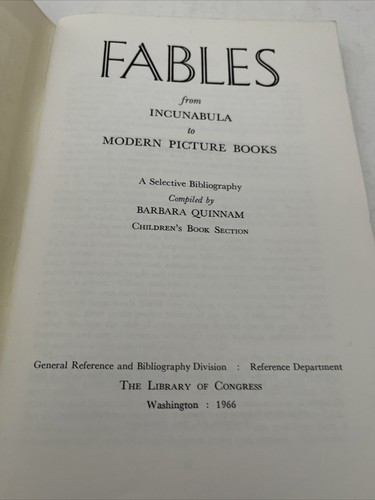 FABLES
from
INCUNABULA
to
MODERN PICTURE BOOKS
A Selective Bibliography
Compiled by
BARBARA QUINNAM
CHILDREN'S BOOK SECTION
General Reference and Bibliography Division : Reference Department
THE LIBRARY OF CONGRESS
Washington : 1966